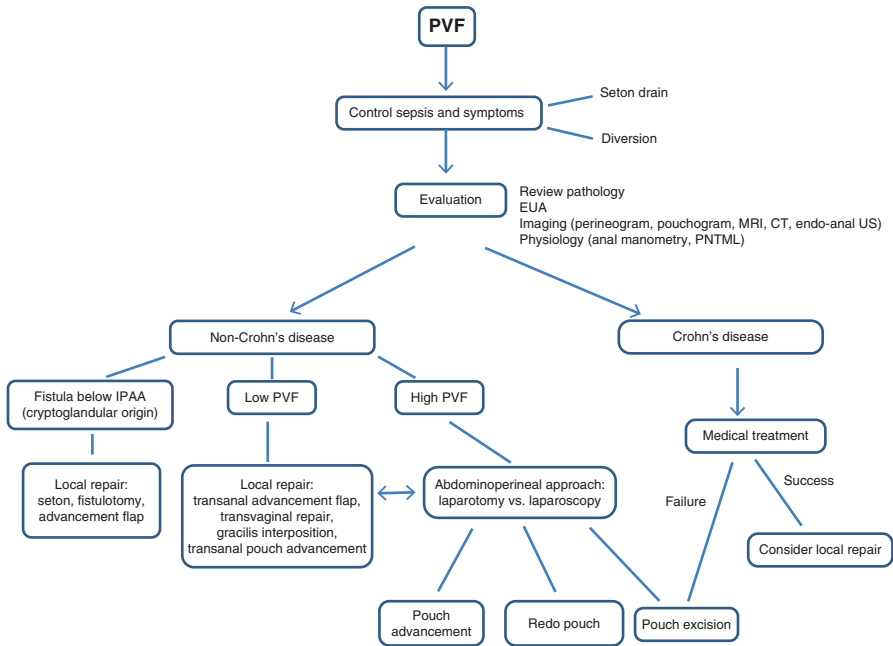 PVF
Control sepsis and symptoms
Seton drain
Diversion
Evaluation
Review pathology
EUA
Imaging (perineogram, pouchogram, MRI, CT, endo-anal US)
Physiology (anal manometry, PNTML)
Non-Crohn's disease
Crohn's disease
Fistula below IPAA
(cryptoglandular origin)
Low PVF
High PVF
Medical treatment
Local repair:
seton, fistulotomy,
advancement flap
Local repair:
transanal advancement flap,
transvaginal repair,
gracilis interposition,
transanal pouch advancement
Abdominoperineal approach:
laparotomy vs. laparoscopy
Failure
Success
Consider local repair
Pouch
advancement
Redo pouch
Pouch excision